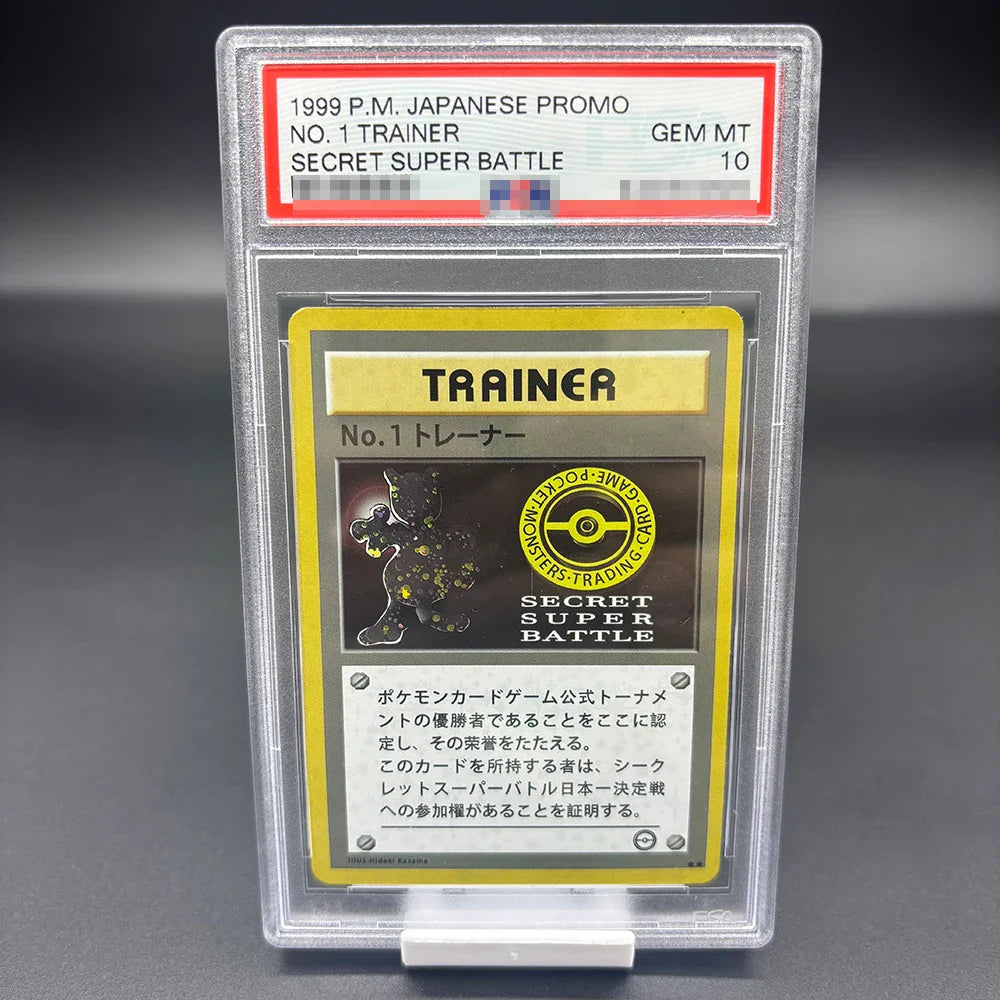 1999 P.M. JAPANESE PROMO
NO. 1 TRAINER GEM MT
SECRET SUPER BATTLE 10
TRAINER
No.1 トレーナー
POCKET·MONSTERS·TRADING·CARD·GAME·
SECRET
SUPER
BATTLE
ポケモンカードゲーム公式トーナメ
ントの優勝者であることをここに認
定し、その栄誉をたたえる。
このカードを所持する者は、シーク
レットスーパーバトル日本一決定戦
への参加権があることを証明する。
Illus.Hideki Kazama
★★